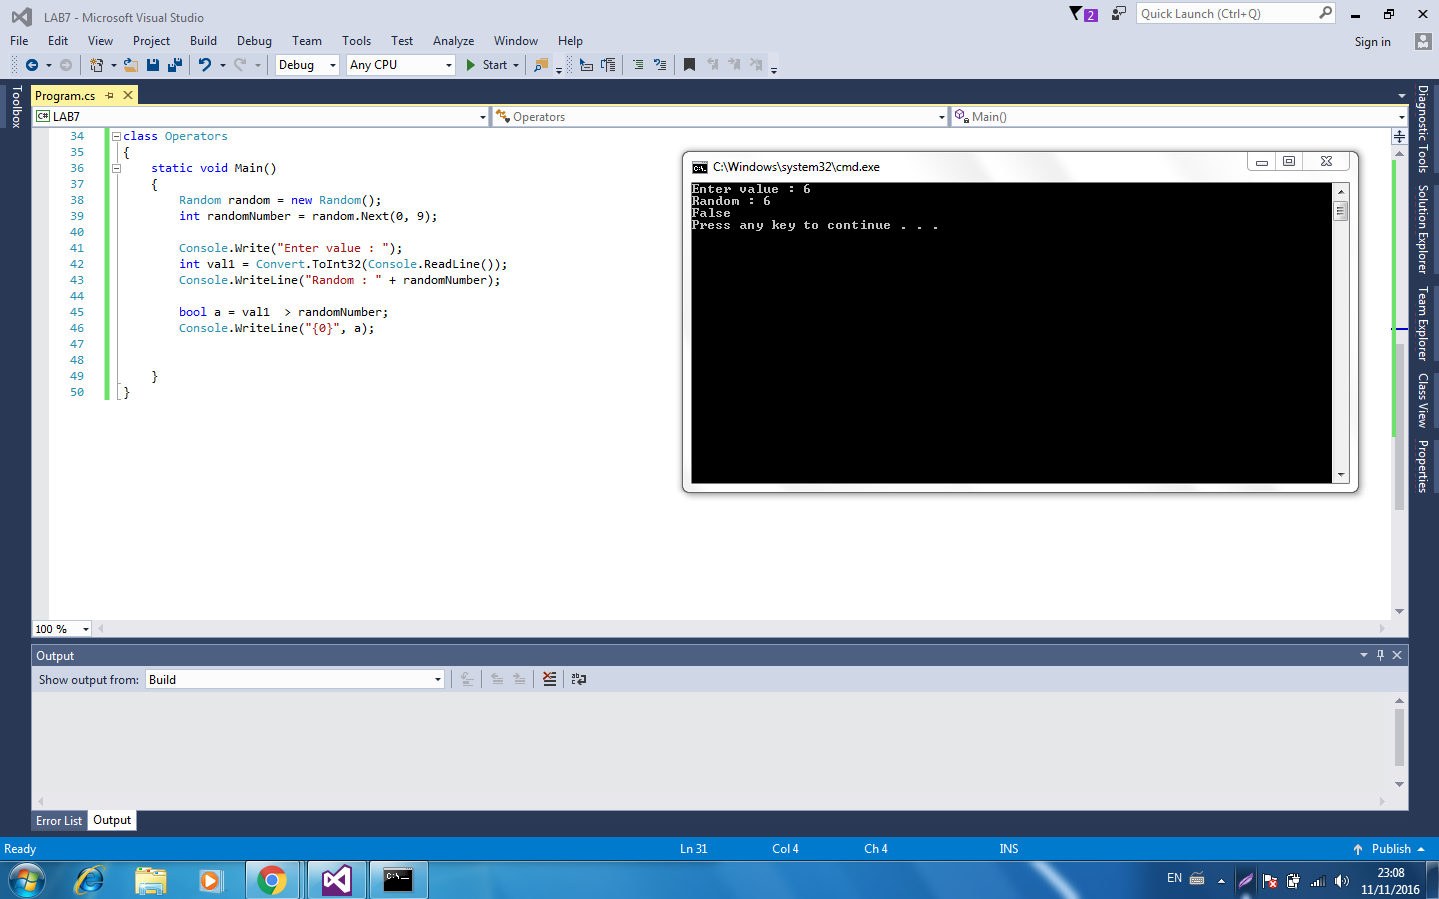 LAB7 - Microsoft Visual Studio
2
Quick Launch (Ctrl+Q)
File Edit View Project Build Debug Team Tools Test Analyze Window Help
Sign in
Debug Any CPU Start
Toolbox
Program.cs
C# LAB7 Operators Main()
34 class Operators
35 {
36 static void Main()
37 {
38 Random random = new Random();
39 int randomNumber = random.Next(0, 9);
40
41 Console.Write("Enter value : ");
42 int val1 = Convert.ToInt32(Console.ReadLine());
43 Console.WriteLine("Random : " + randomNumber);
44
45 bool a = val1  > randomNumber;
46 Console.WriteLine("{0}", a);
47
48
49 }
50 }
C:\Windows\system32\cmd.exe
Enter value : 6
Random : 6
False
Press any key to continue . . .
Diagnostic Tools
Solution Explorer
Team Explorer
Class View
Properties
100 %
Output
Show output from: Build
Error List Output
Ready Ln 31 Col 4 Ch 4 INS Publish
EN
23:08
11/11/2016